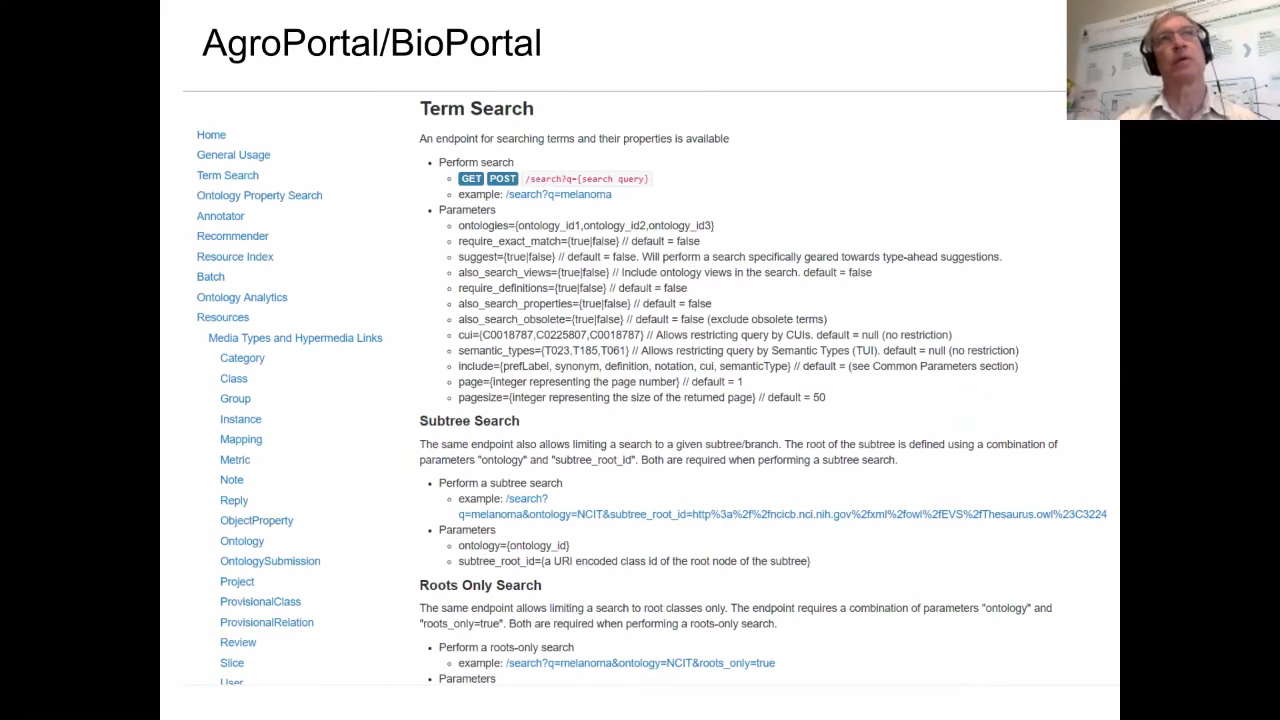 AgroPortal/BioPortal
Home
General Usage
Term Search
Ontology Property Search
Annotator
Recommender
Resource Index
Batch
Ontology Analytics
Resources
Media Types and Hypermedia Links
Category
Class
Group
Instance
Mapping
Metric
Note
Reply
ObjectProperty
Ontology
OntologySubmission
Project
ProvisionalClass
ProvisionalRelation
Review
Slice
User
Term Search
An endpoint for searching terms and their properties is available
• Perform search
◦ GET POST /search?q={search query}
◦ example: /search?q=melanoma
• Parameters
◦ ontologies={ontology_id1,ontology_id2,ontology_id3}
◦ require_exact_match={true|false} // default = false
◦ suggest={true|false} // default = false. Will perform a search specifically geared towards type-ahead suggestions.
◦ also_search_views={true|false} // Include ontology views in the search. default = false
◦ require_definitions={true|false} // default = false
◦ also_search_properties={true|false} // default = false
◦ also_search_obsolete={true|false} // default = false (exclude obsolete terms)
◦ cui={C0018787,C0225807,C0018787} // Allows restricting query by CUIs. default = null (no restriction)
◦ semantic_types={T023,T185,T061} // Allows restricting query by Semantic Types (TUI). default = null (no restriction)
◦ include={prefLabel, synonym, definition, notation, cui, semanticType} // default = (see Common Parameters section)
◦ page={integer representing the page number} // default = 1
◦ pagesize={integer representing the size of the returned page} // default = 50
Subtree Search
The same endpoint also allows limiting a search to a given subtree/branch. The root of the subtree is defined using a combination of
parameters "ontology" and "subtree_root_id". Both are required when performing a subtree search.
• Perform a subtree search
◦ example: /search?
q=melanoma&ontology=NCIT&subtree_root_id=http%3a%2f%2fncicb.nci.nih.gov%2fxml%2fowl%2fEVS%2fThesaurus.owl%23C3224
• Parameters
◦ ontology={ontology_id}
◦ subtree_root_id={a URI encoded class id of the root node of the subtree}
Roots Only Search
The same endpoint allows limiting a search to root classes only. The endpoint requires a combination of parameters "ontology" and
"roots_only=true". Both are required when performing a roots-only search.
• Perform a roots-only search
◦ example: /search?q=melanoma&ontology=NCIT&roots_only=true
• Parameters